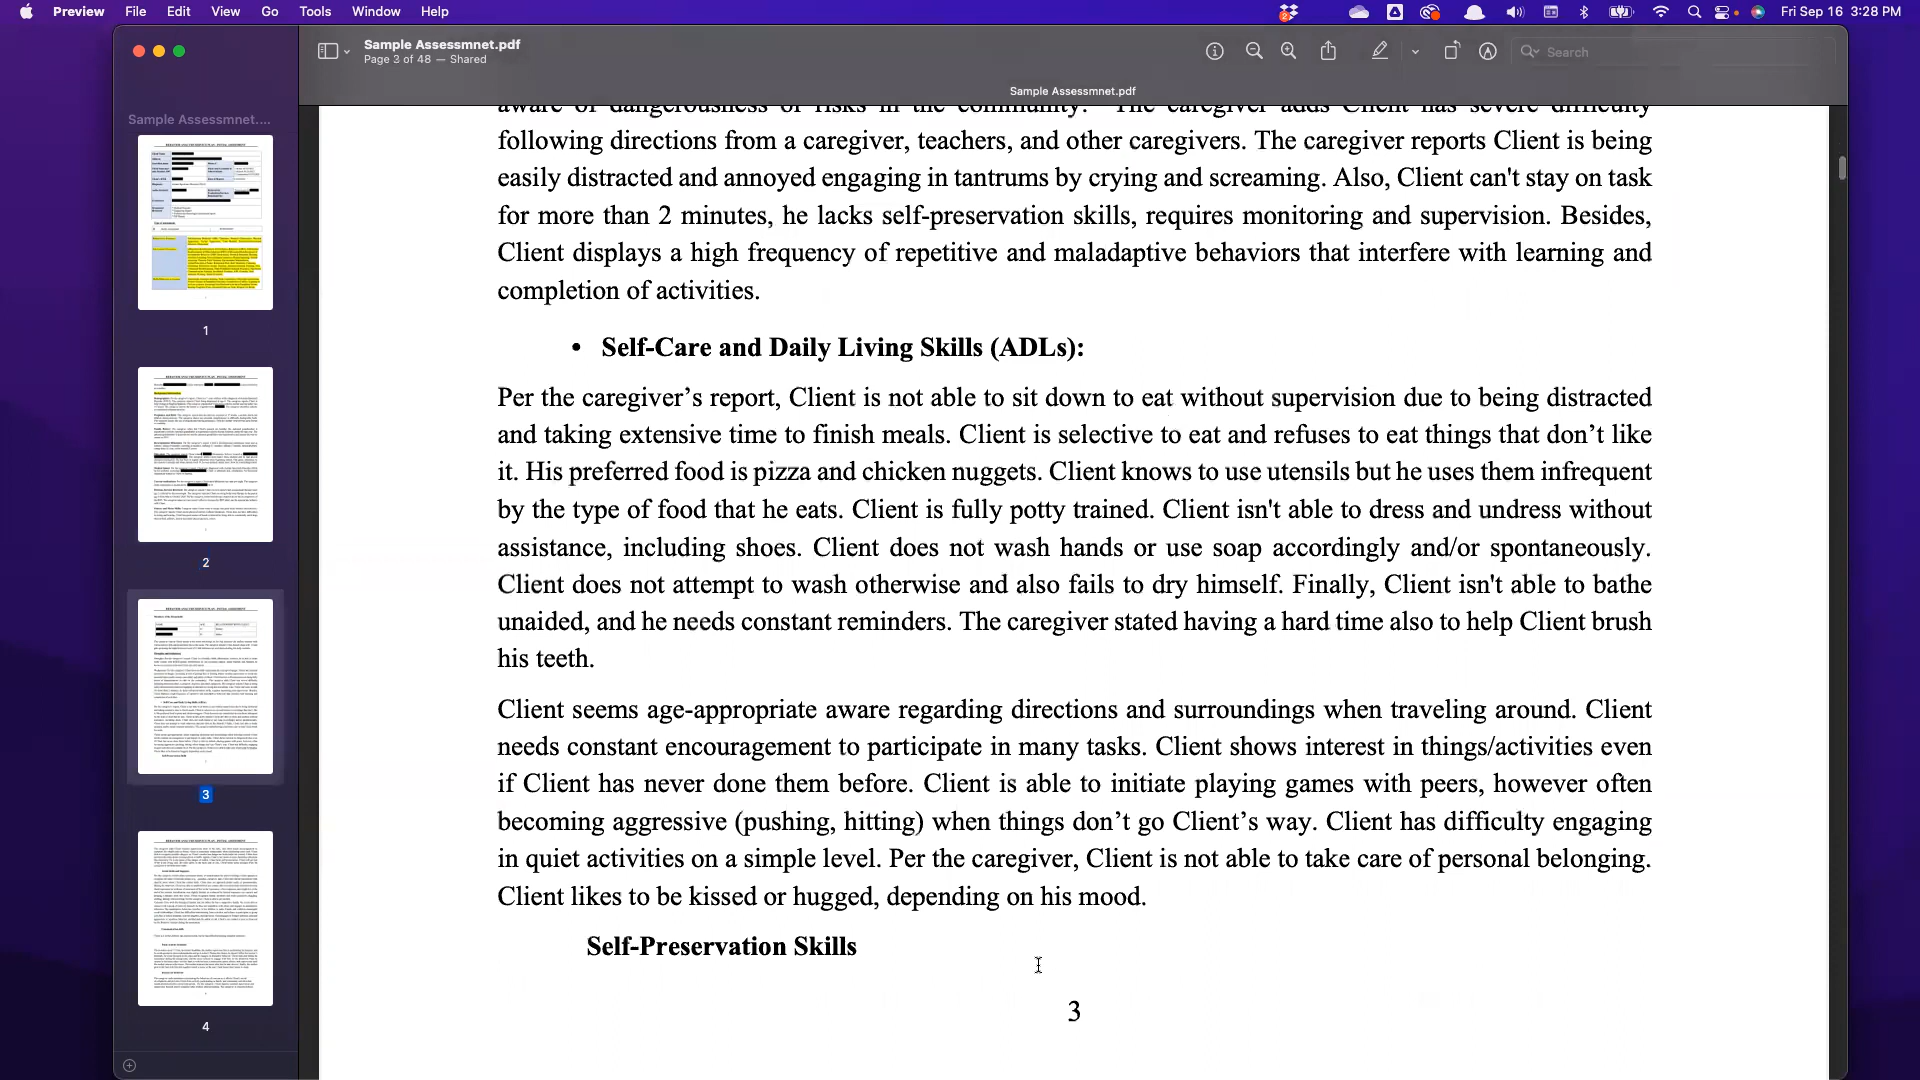 Preview File Edit View Go Tools Window Help
2
Fri Sep 16 3:28 PM
Sample Assessmnet.pdf
Page 3 of 48 — Shared
Search
Sample Assessmnet.pdf
Sample Assessmnet....
1
2
3
4
aware of dangerousness or risks in the community. The caregiver adds Client has severe difficulty
following directions from a caregiver, teachers, and other caregivers. The caregiver reports Client is being
easily distracted and annoyed engaging in tantrums by crying and screaming. Also, Client can't stay on task
for more than 2 minutes, he lacks self-preservation skills, requires monitoring and supervision. Besides,
Client displays a high frequency of repetitive and maladaptive behaviors that interfere with learning and
completion of activities.
• Self-Care and Daily Living Skills (ADLs):
Per the caregiver’s report, Client is not able to sit down to eat without supervision due to being distracted
and taking extensive time to finish meals. Client is selective to eat and refuses to eat things that don’t like
it. His preferred food is pizza and chicken nuggets. Client knows to use utensils but he uses them infrequent
by the type of food that he eats. Client is fully potty trained. Client isn't able to dress and undress without
assistance, including shoes. Client does not wash hands or use soap accordingly and/or spontaneously.
Client does not attempt to wash otherwise and also fails to dry himself. Finally, Client isn't able to bathe
unaided, and he needs constant reminders. The caregiver stated having a hard time also to help Client brush
his teeth.
Client seems age-appropriate aware regarding directions and surroundings when traveling around. Client
needs constant encouragement to participate in many tasks. Client shows interest in things/activities even
if Client has never done them before. Client is able to initiate playing games with peers, however often
becoming aggressive (pushing, hitting) when things don’t go Client’s way. Client has difficulty engaging
in quiet activities on a simple level. Per the caregiver, Client is not able to take care of personal belonging.
Client likes to be kissed or hugged, depending on his mood.
Self-Preservation Skills
3